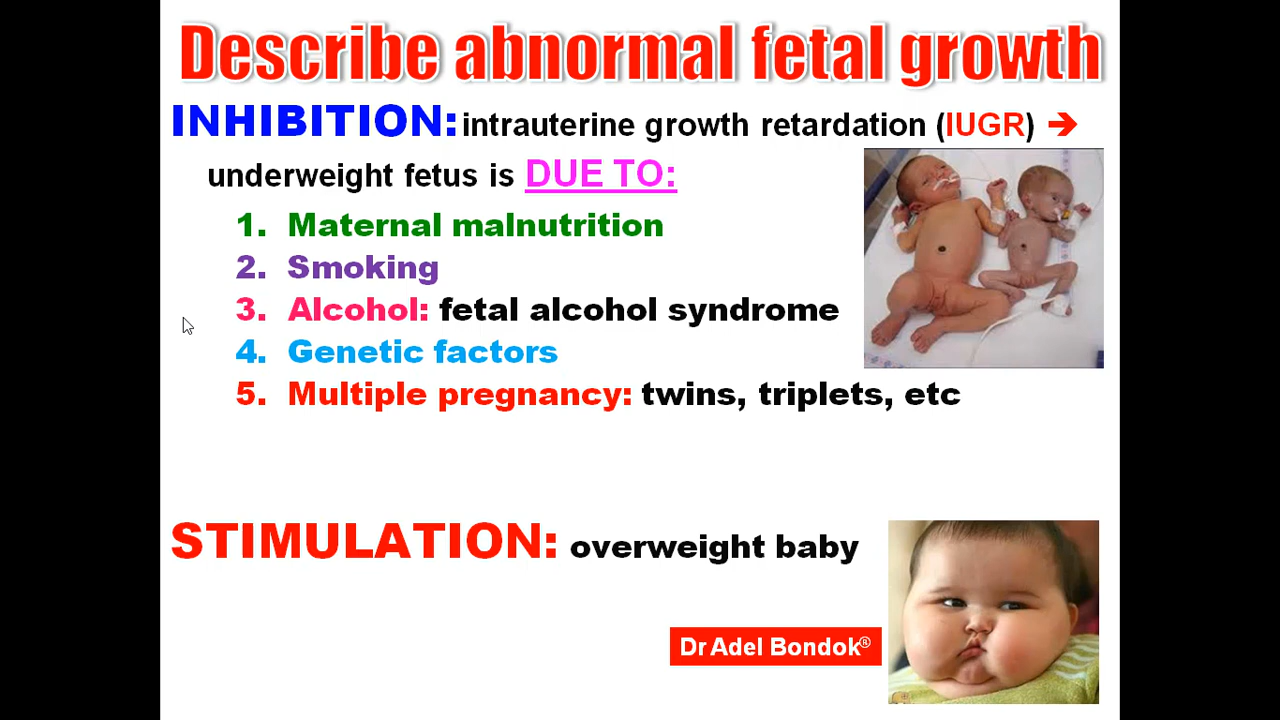 Describe abnormal fetal growth
INHIBITION: intrauterine growth retardation (IUGR) ➔
underweight fetus is DUE TO:
1. Maternal malnutrition
2. Smoking
3. Alcohol: fetal alcohol syndrome
4. Genetic factors
5. Multiple pregnancy: twins, triplets, etc
STIMULATION: overweight baby
Dr Adel Bondok®